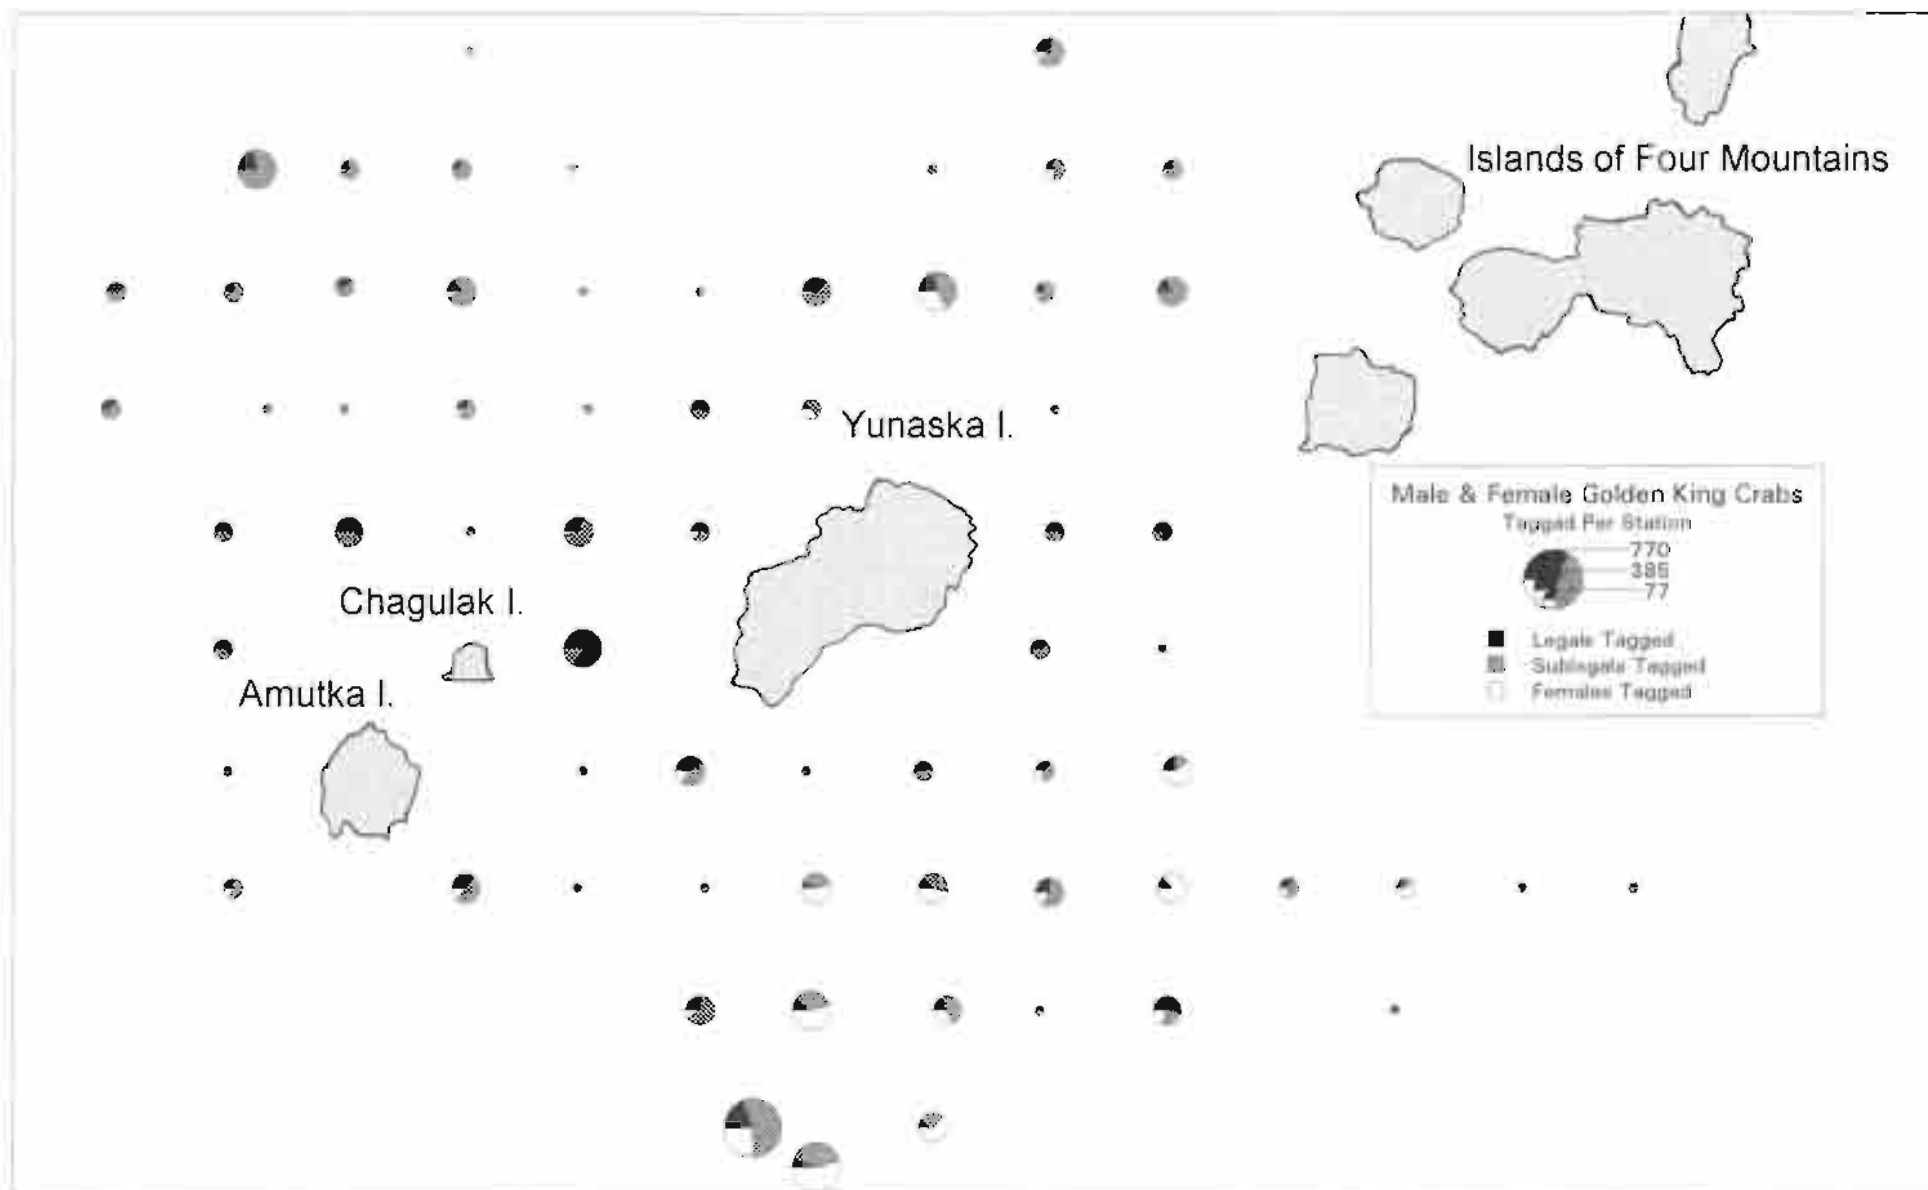 Islands of Four Mountains
Yunaska I.
Male & Female Golden King Crabs
Tagged Per Station
770
385
77
Legals Tagged
Sublegals Tagged
Females Tagged
Chagulak I.
Amutka I.